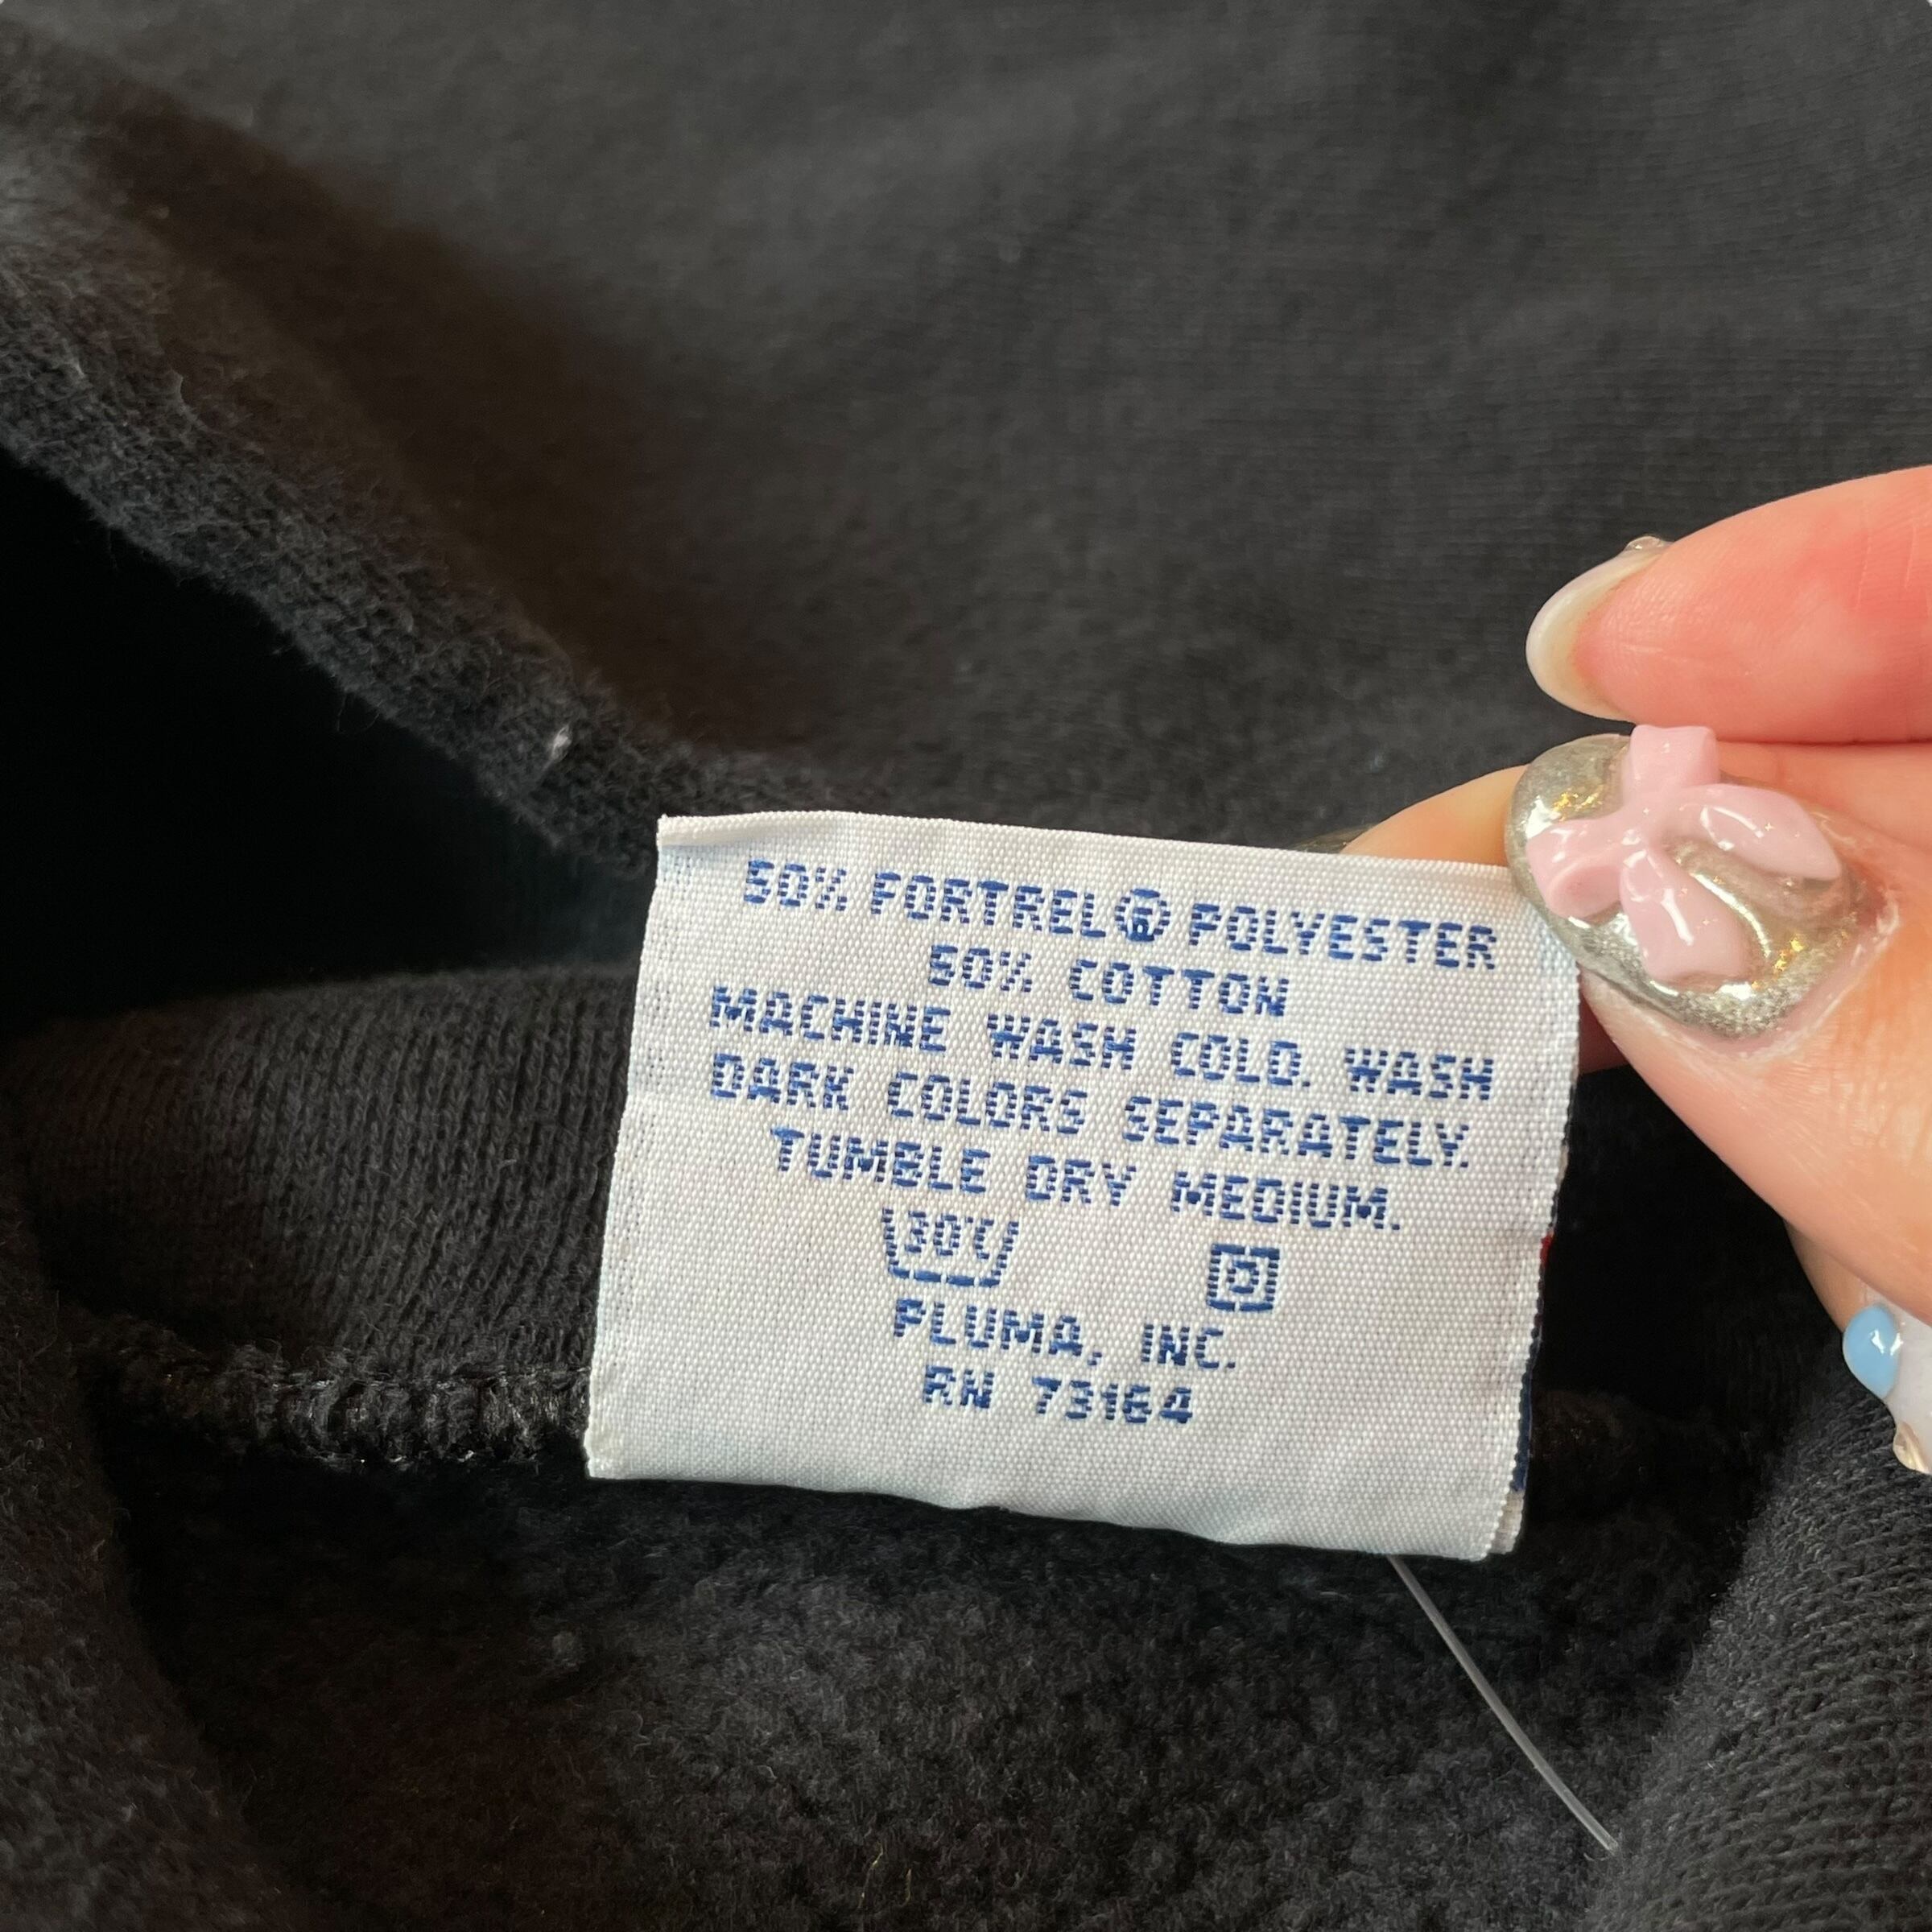 50% FORTREL® POLYESTER
50% COTTON
MACHINE WASH COLD. WASH
DARK COLORS SEPARATELY.
TUMBLE DRY MEDIUM.
30°C
PLUMA, INC.
RN 73164